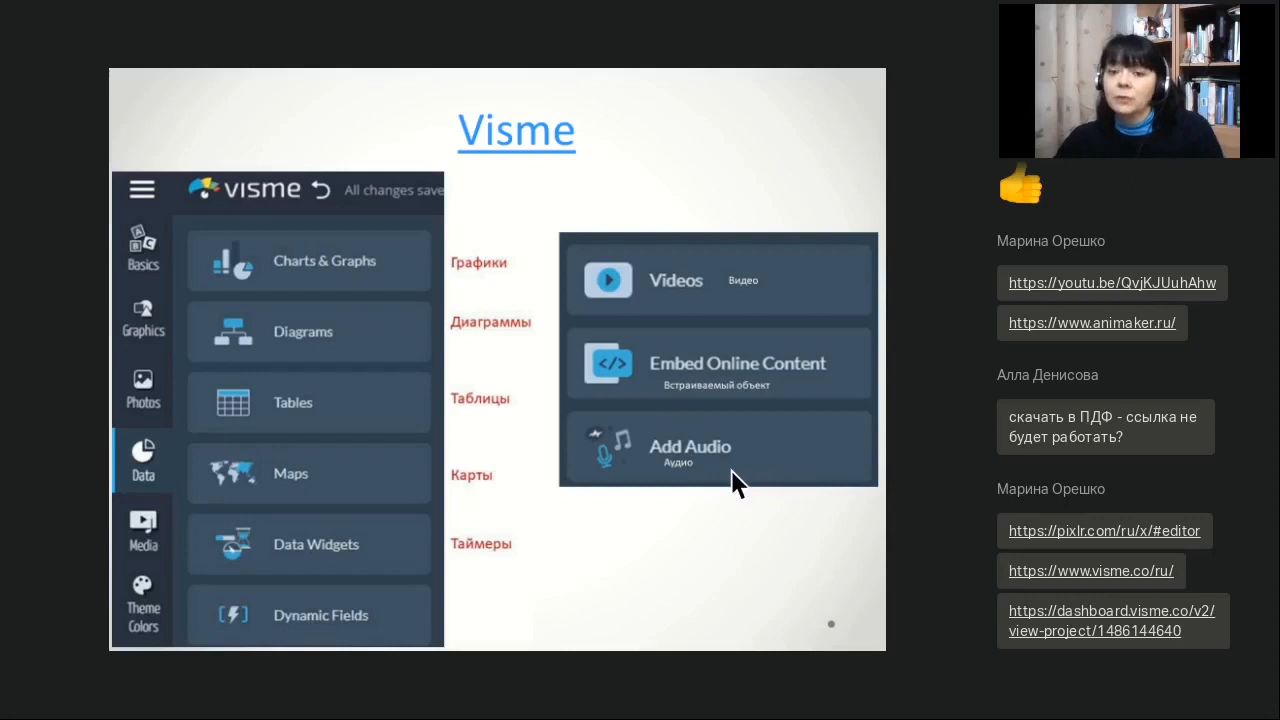 Visme
visme All changes save
Basics
Graphics
Photos
Data
Media
Theme
Colors
Charts & Graphs
Diagrams
Tables
Maps
Data Widgets
Dynamic Fields
Графики
Диаграммы
Таблицы
Карты
Таймеры
Videos Видео
Embed Online Content
Встраиваемый объект
Add Audio
Аудио
Марина Орешко
https://youtu.be/QvjKJUuhAhw
https://www.animaker.ru/
Алла Денисова
скачать в ПДФ - ссылка не
будет работать?
Марина Орешко
https://pixlr.com/ru/x/#editor
https://www.visme.co/ru/
https://dashboard.visme.co/v2/
view-project/1486144640